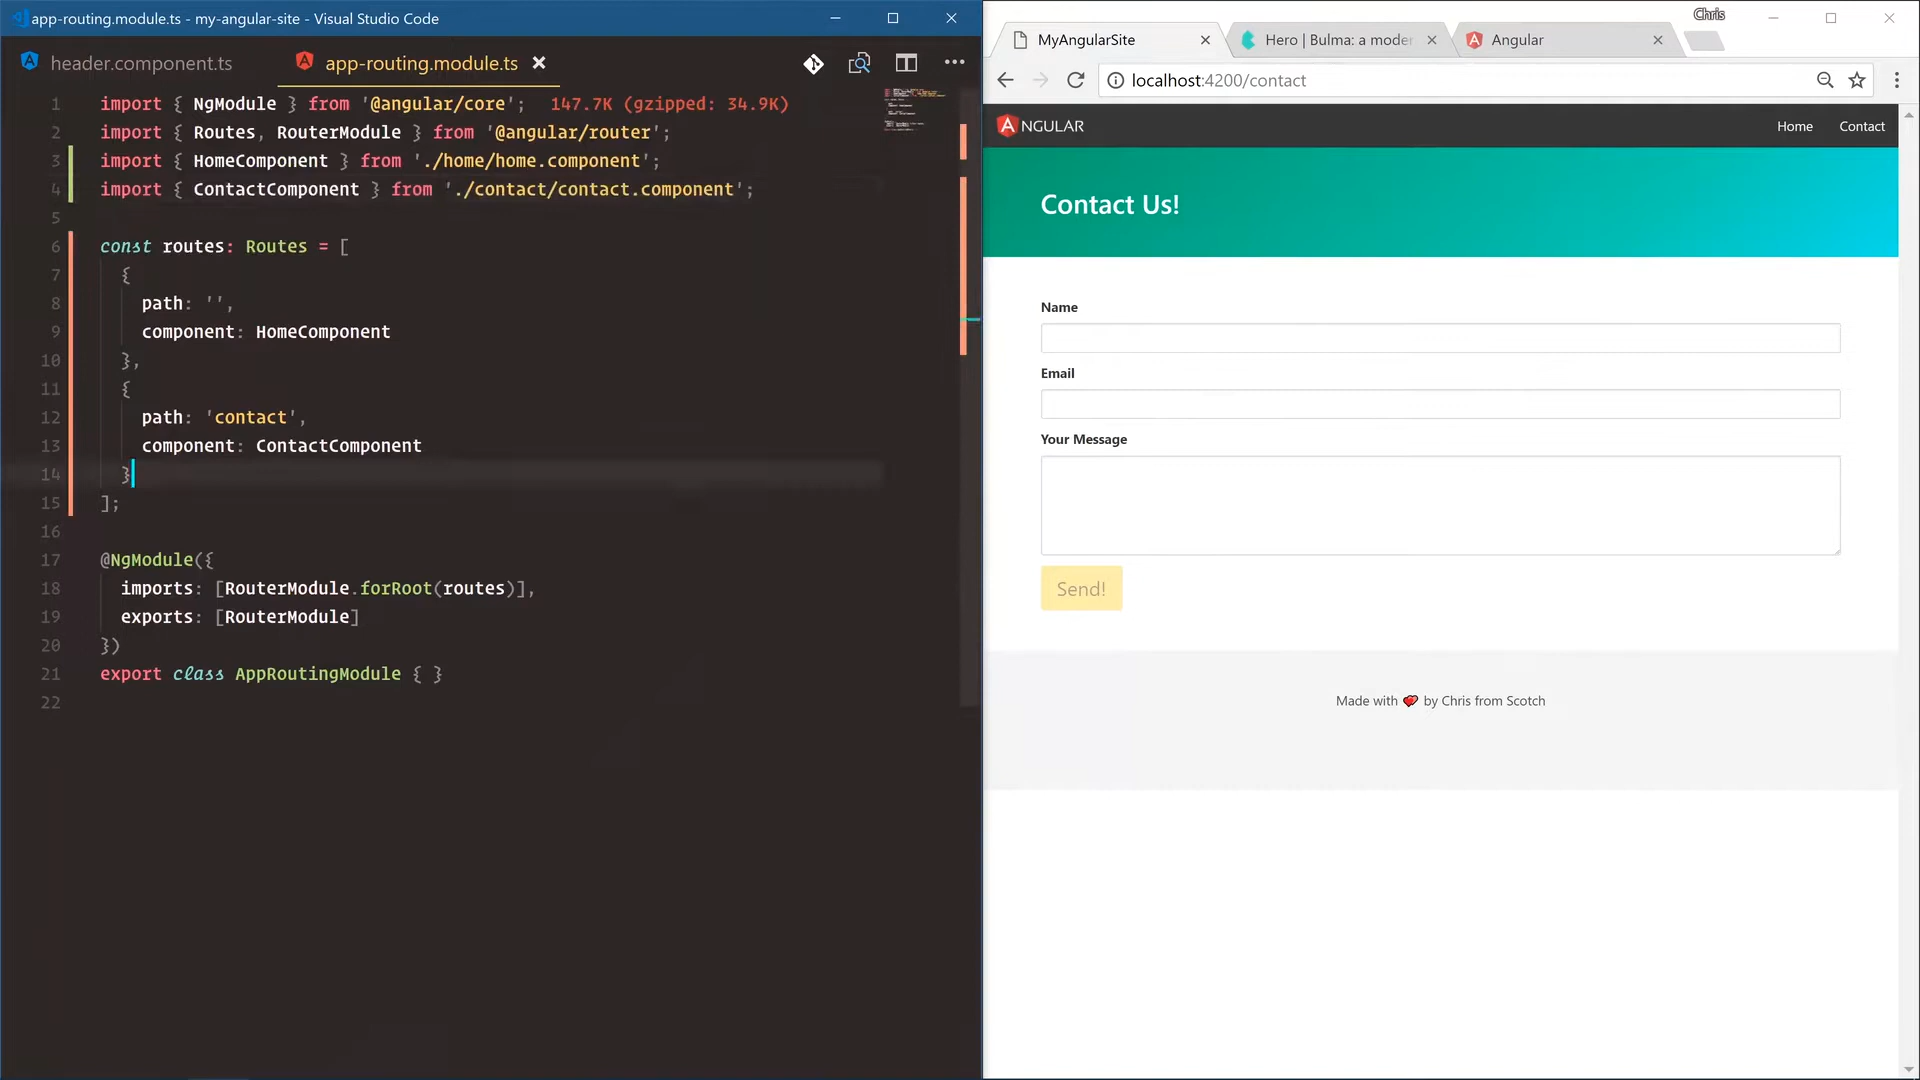 app-routing.module.ts - my-angular-site - Visual Studio Code
header.component.ts
app-routing.module.ts
1 import { NgModule } from '@angular/core'; 147.7K (gzipped: 34.9K)
2 import { Routes, RouterModule } from '@angular/router';
3 import { HomeComponent } from './home/home.component';
4 import { ContactComponent } from './contact/contact.component';
5
6 const routes: Routes = [
7 {
8 path: '',
9 component: HomeComponent
10 },
11 {
12 path: 'contact',
13 component: ContactComponent
14 }
15 ];
16
17 @NgModule({
18 imports: [RouterModule.forRoot(routes)],
19 exports: [RouterModule]
20 })
21 export class AppRoutingModule { }
22
Chris
MyAngularSite
Hero | Bulma: a moder
Angular
localhost:4200/contact
ANGULAR
Home
Contact
Contact Us!
Name
Email
Your Message
Send!
Made with ❤ by Chris from Scotch